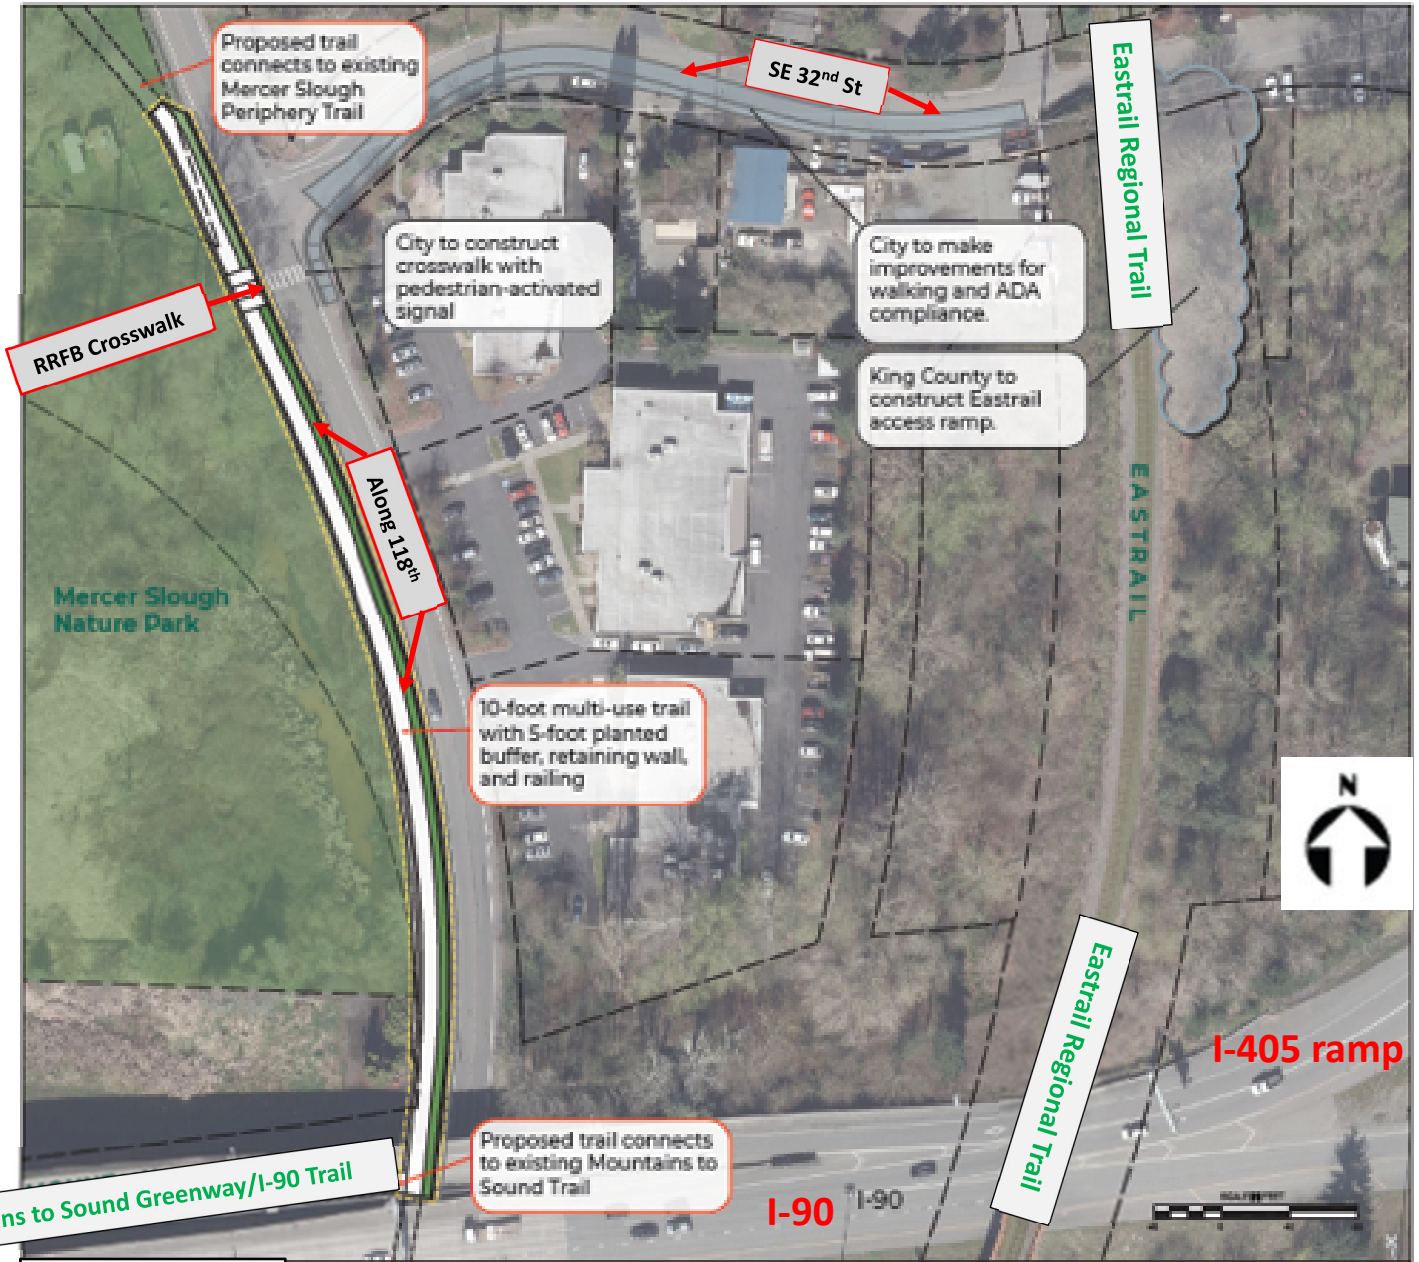 Proposed trail
connects to existing
Mercer Slough
Periphery Trail
SE 32nd St
Eastrail Regional Trail
City to construct
crosswalk with
pedestrian-activated
signal
City to make
improvements for
walking and ADA
compliance.
RRFB Crosswalk
King County to
construct Eastrail
access ramp.
Along 118th
EASTRAIL
Mercer Slough
Nature Park
10-foot multi-use trail
with 5-foot planted
buffer, retaining wall,
and railing
N
Eastrail Regional Trail
I-405 ramp
Proposed trail connects
to existing Mountains to
Sound Trail
ns to Sound Greenway/I-90 Trail
I-90
I-90